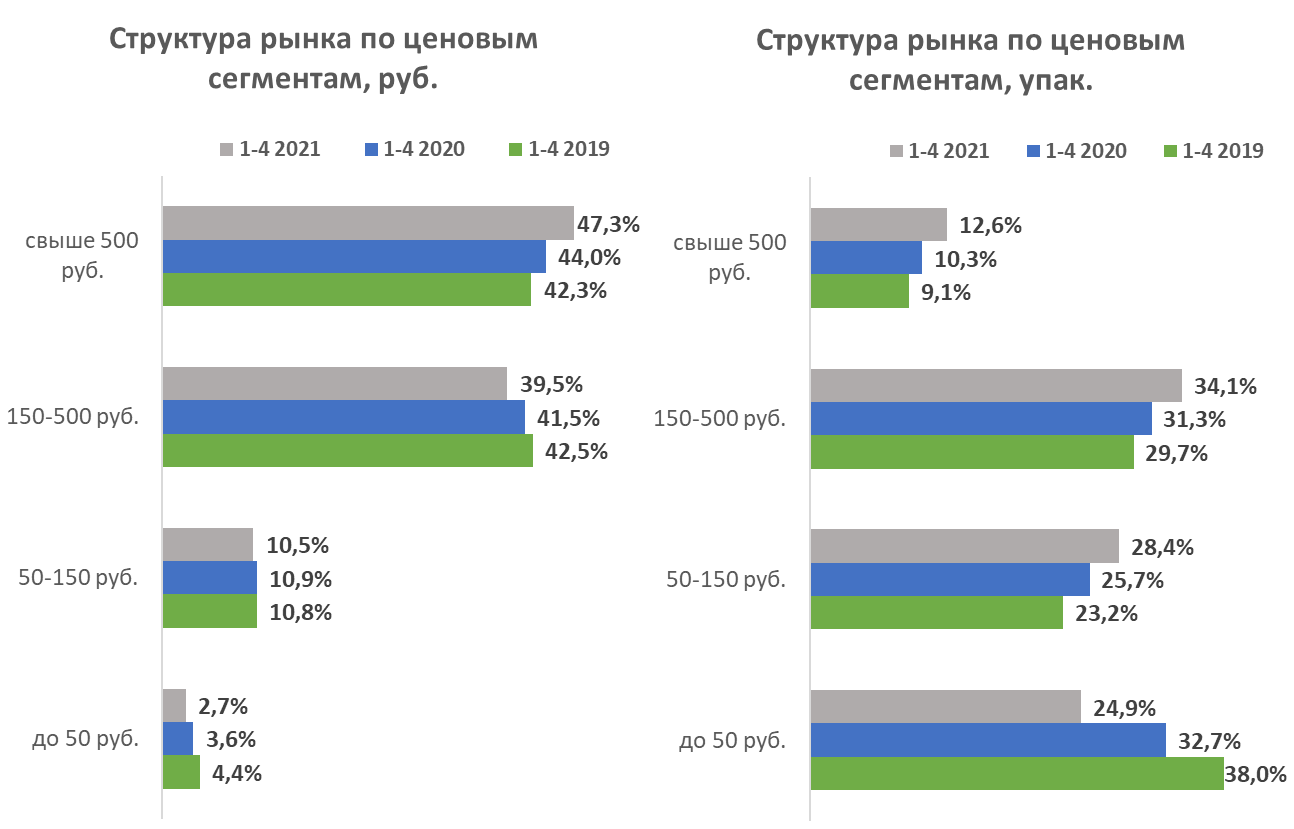 Структура рынка по ценовым
сегментам, руб.
1-4 2021 1-4 2020 1-4 2019
свыше 500
руб.
47,3%
44,0%
42,3%
150-500 руб.
39,5%
41,5%
42,5%
50-150 руб.
10,5%
10,9%
10,8%
до 50 руб.
2,7%
3,6%
4,4%
Структура рынка по ценовым
сегментам, упак.
1-4 2021 1-4 2020 1-4 2019
свыше 500
руб.
12,6%
10,3%
9,1%
150-500 руб.
34,1%
31,3%
29,7%
50-150 руб.
28,4%
25,7%
23,2%
до 50 руб.
24,9%
32,7%
38,0%